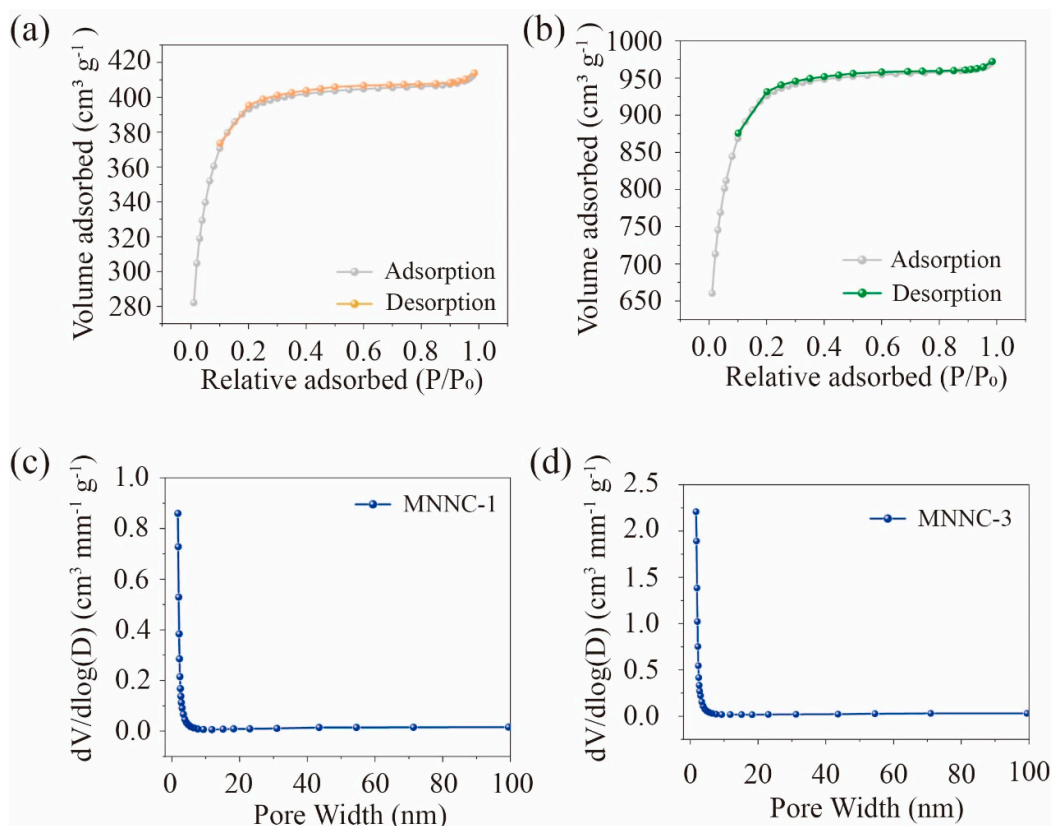 (a)
Volume adsorbed (cm³ g⁻¹)
420
400
380
360
340
320
300
280
Adsorption
Desorption
0.0 0.2 0.4 0.6 0.8 1.0
Relative adsorbed (P/P₀)
(b)
Volume adsorbed (cm³ g⁻¹)
1000
950
900
850
800
750
700
650
Adsorption
Desorption
0.0 0.2 0.4 0.6 0.8 1.0
Relative adsorbed (P/P₀)
(c)
dV/dlog(D) (cm³ mm⁻¹ g⁻¹)
1.0
0.8
0.6
0.4
0.2
0.0
MNNC-1
0 20 40 60 80 100
Pore Width (nm)
(d)
dV/dlog(D) (cm³ mm⁻¹ g⁻¹)
2.5
2.0
1.5
1.0
0.5
0.0
MNNC-3
0 20 40 60 80 100
Pore Width (nm)